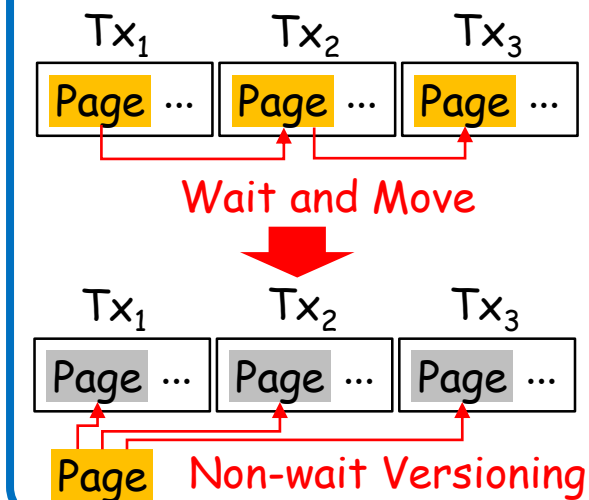 Tx₁ Tx₂ Tx₃
Page ... Page ... Page ...
Wait and Move
Tx₁ Tx₂ Tx₃
Page ... Page ... Page ...
Page Non-wait Versioning